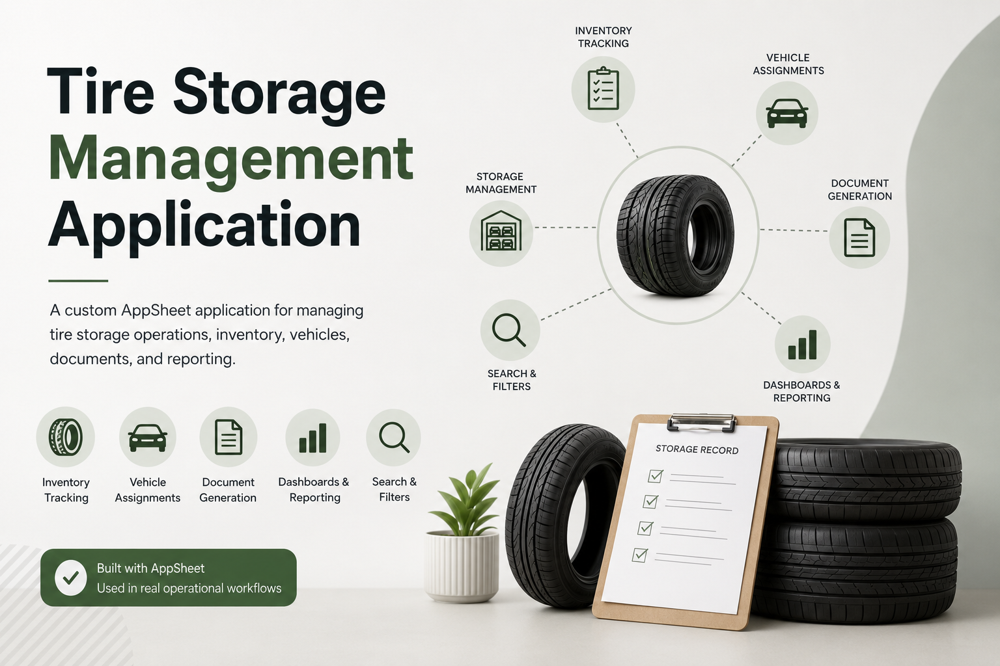 Tire Storage
Management
Application
A custom AppSheet application for managing
tire storage operations, inventory, vehicles,
documents, and reporting.
Inventory
Tracking
Vehicle
Assignments
Document
Generation
Dashboards &
Reporting
Search &
Filters
Built with AppSheet
Used in real operational workflows
INVENTORY
TRACKING
VEHICLE
ASSIGNMENTS
STORAGE
MANAGEMENT
DOCUMENT
GENERATION
SEARCH &
FILTERS
DASHBOARDS &
REPORTING
STORAGE RECORD